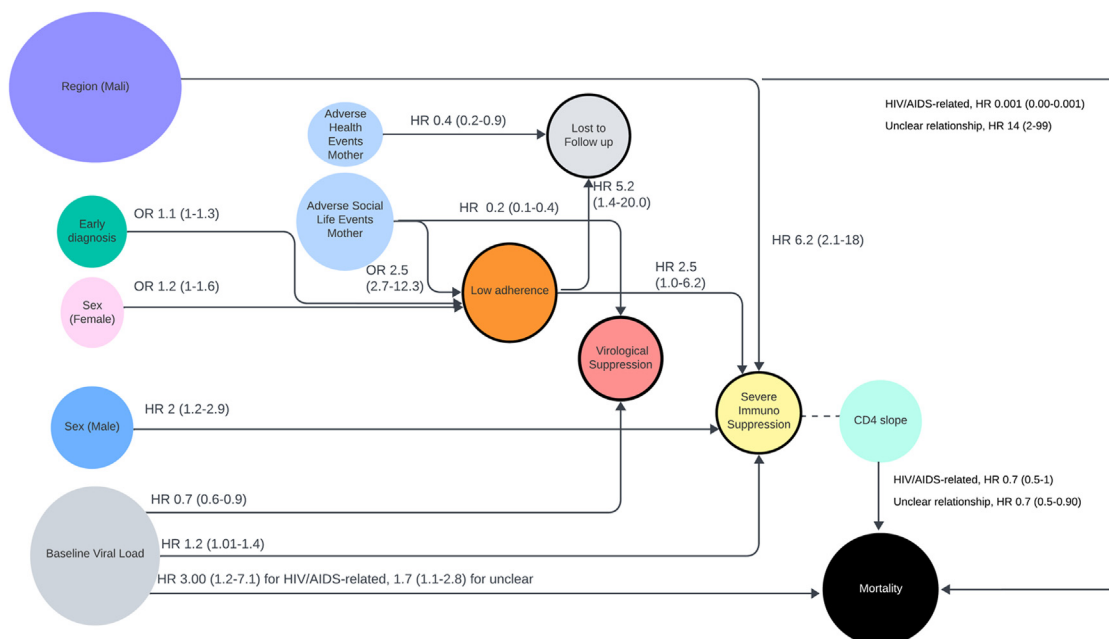 Region (Mali)
HIV/AIDS-related, HR 0.001 (0.00-0.001)
Unclear relationship, HR 14 (2-99)
Adverse
Health
Events
Mother
HR 0.4 (0.2-0.9)
Lost to
Follow up
HR 5.2
(1.4-20.0)
Adverse Social
Life Events
Mother
HR 0.2 (0.1-0.4)
Early
diagnosis
OR 1.1 (1-1.3)
HR 6.2 (2.1-18)
OR 2.5
(2.7-12.3)
Low adherence
HR 2.5
(1.0-6.2)
Sex
(Female)
OR 1.2 (1-1.6)
Virological
Suppression
Sex (Male)
HR 2 (1.2-2.9)
Severe
Immuno
Suppression
CD4 slope
HIV/AIDS-related, HR 0.7 (0.5-1)
Unclear relationship, HR 0.7 (0.5-0.90)
Baseline Viral Load
HR 0.7 (0.6-0.9)
HR 1.2 (1.01-1.4)
HR 3.00 (1.2-7.1) for HIV/AIDS-related, 1.7 (1.1-2.8) for unclear
Mortality